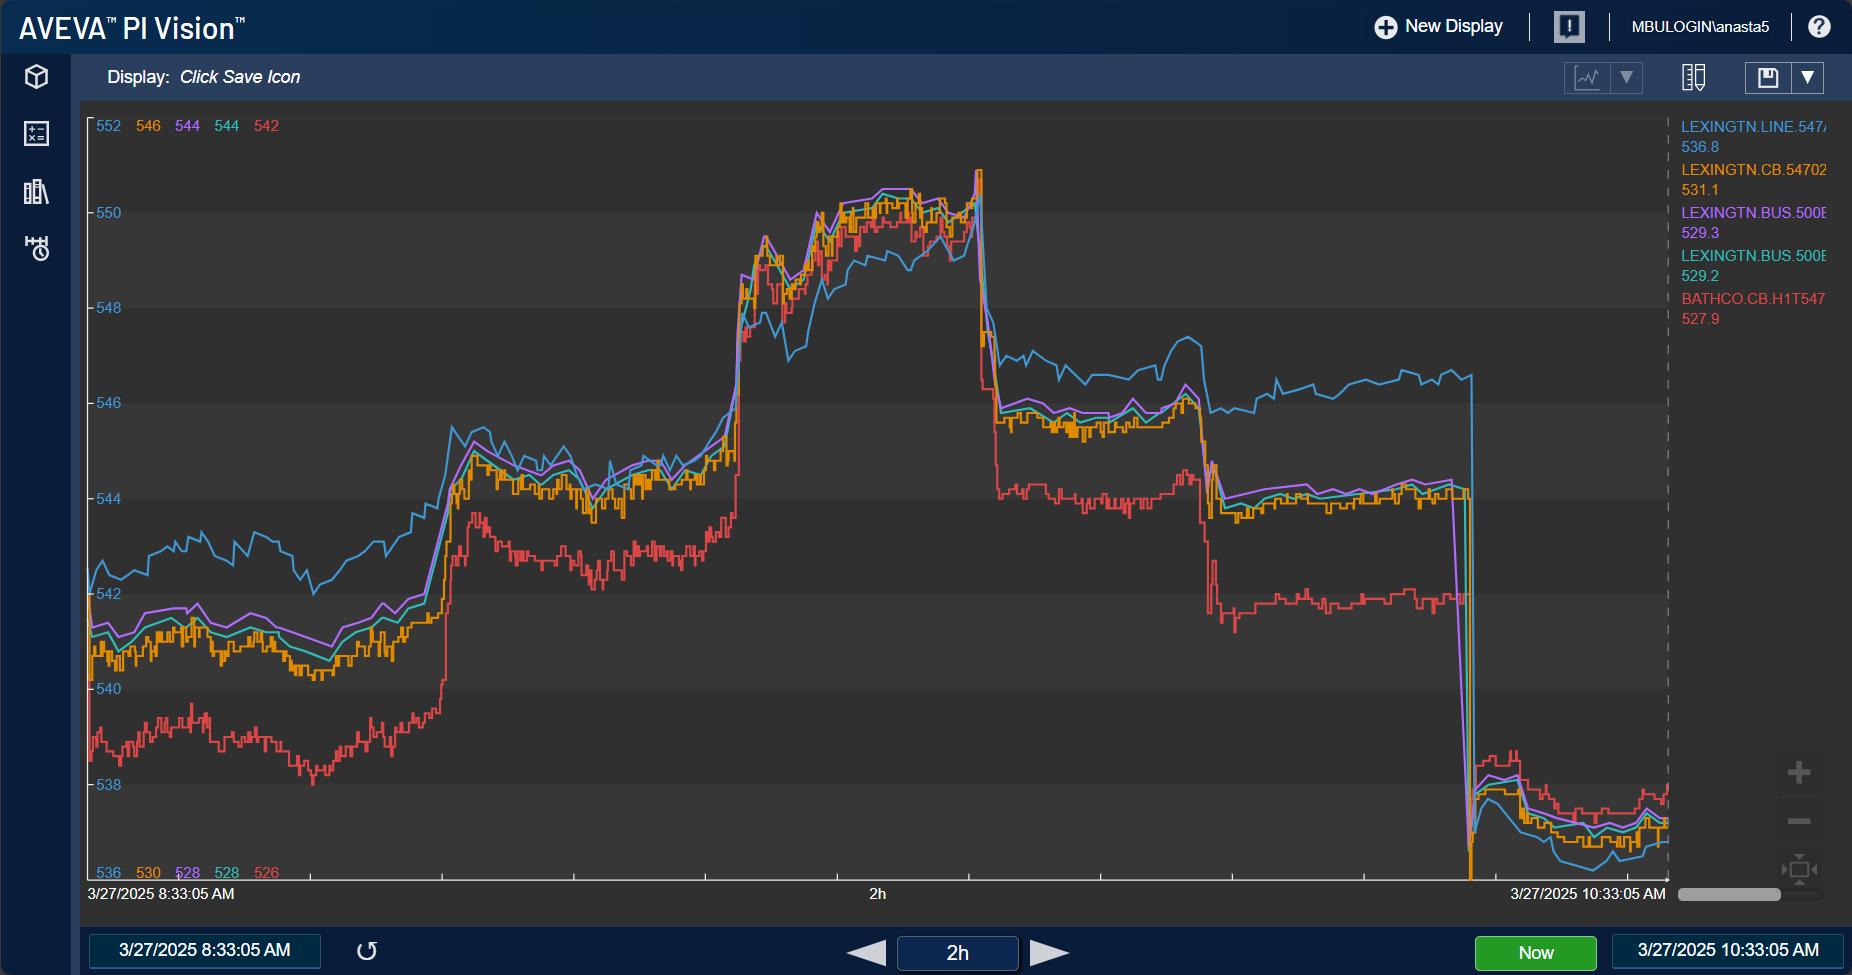 AVEVA™ PI Vision™
New Display
MBULOGIN\anasta5
Display: Click Save Icon
552 546 544 544 542
550
548
546
544
542
540
538
536 530 528 528 526
3/27/2025 8:33:05 AM
2h
3/27/2025 10:33:05 AM
LEXINGTN.LINE.547
536.8
LEXINGTN.CB.54702
531.1
LEXINGTN.BUS.500
529.3
LEXINGTN.BUS.500
529.2
BATHCO.CB.H1T547
527.9
3/27/2025 8:33:05 AM
2h
Now
3/27/2025 10:33:05 AM